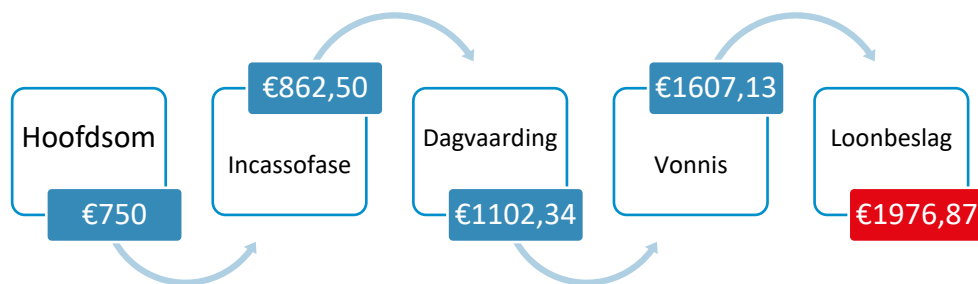 Hoofdsom
€750
€862,50
Incassofase
Dagvaarding
€1102,34
€1607,13
Vonnis
Loonbeslag
€1976,87